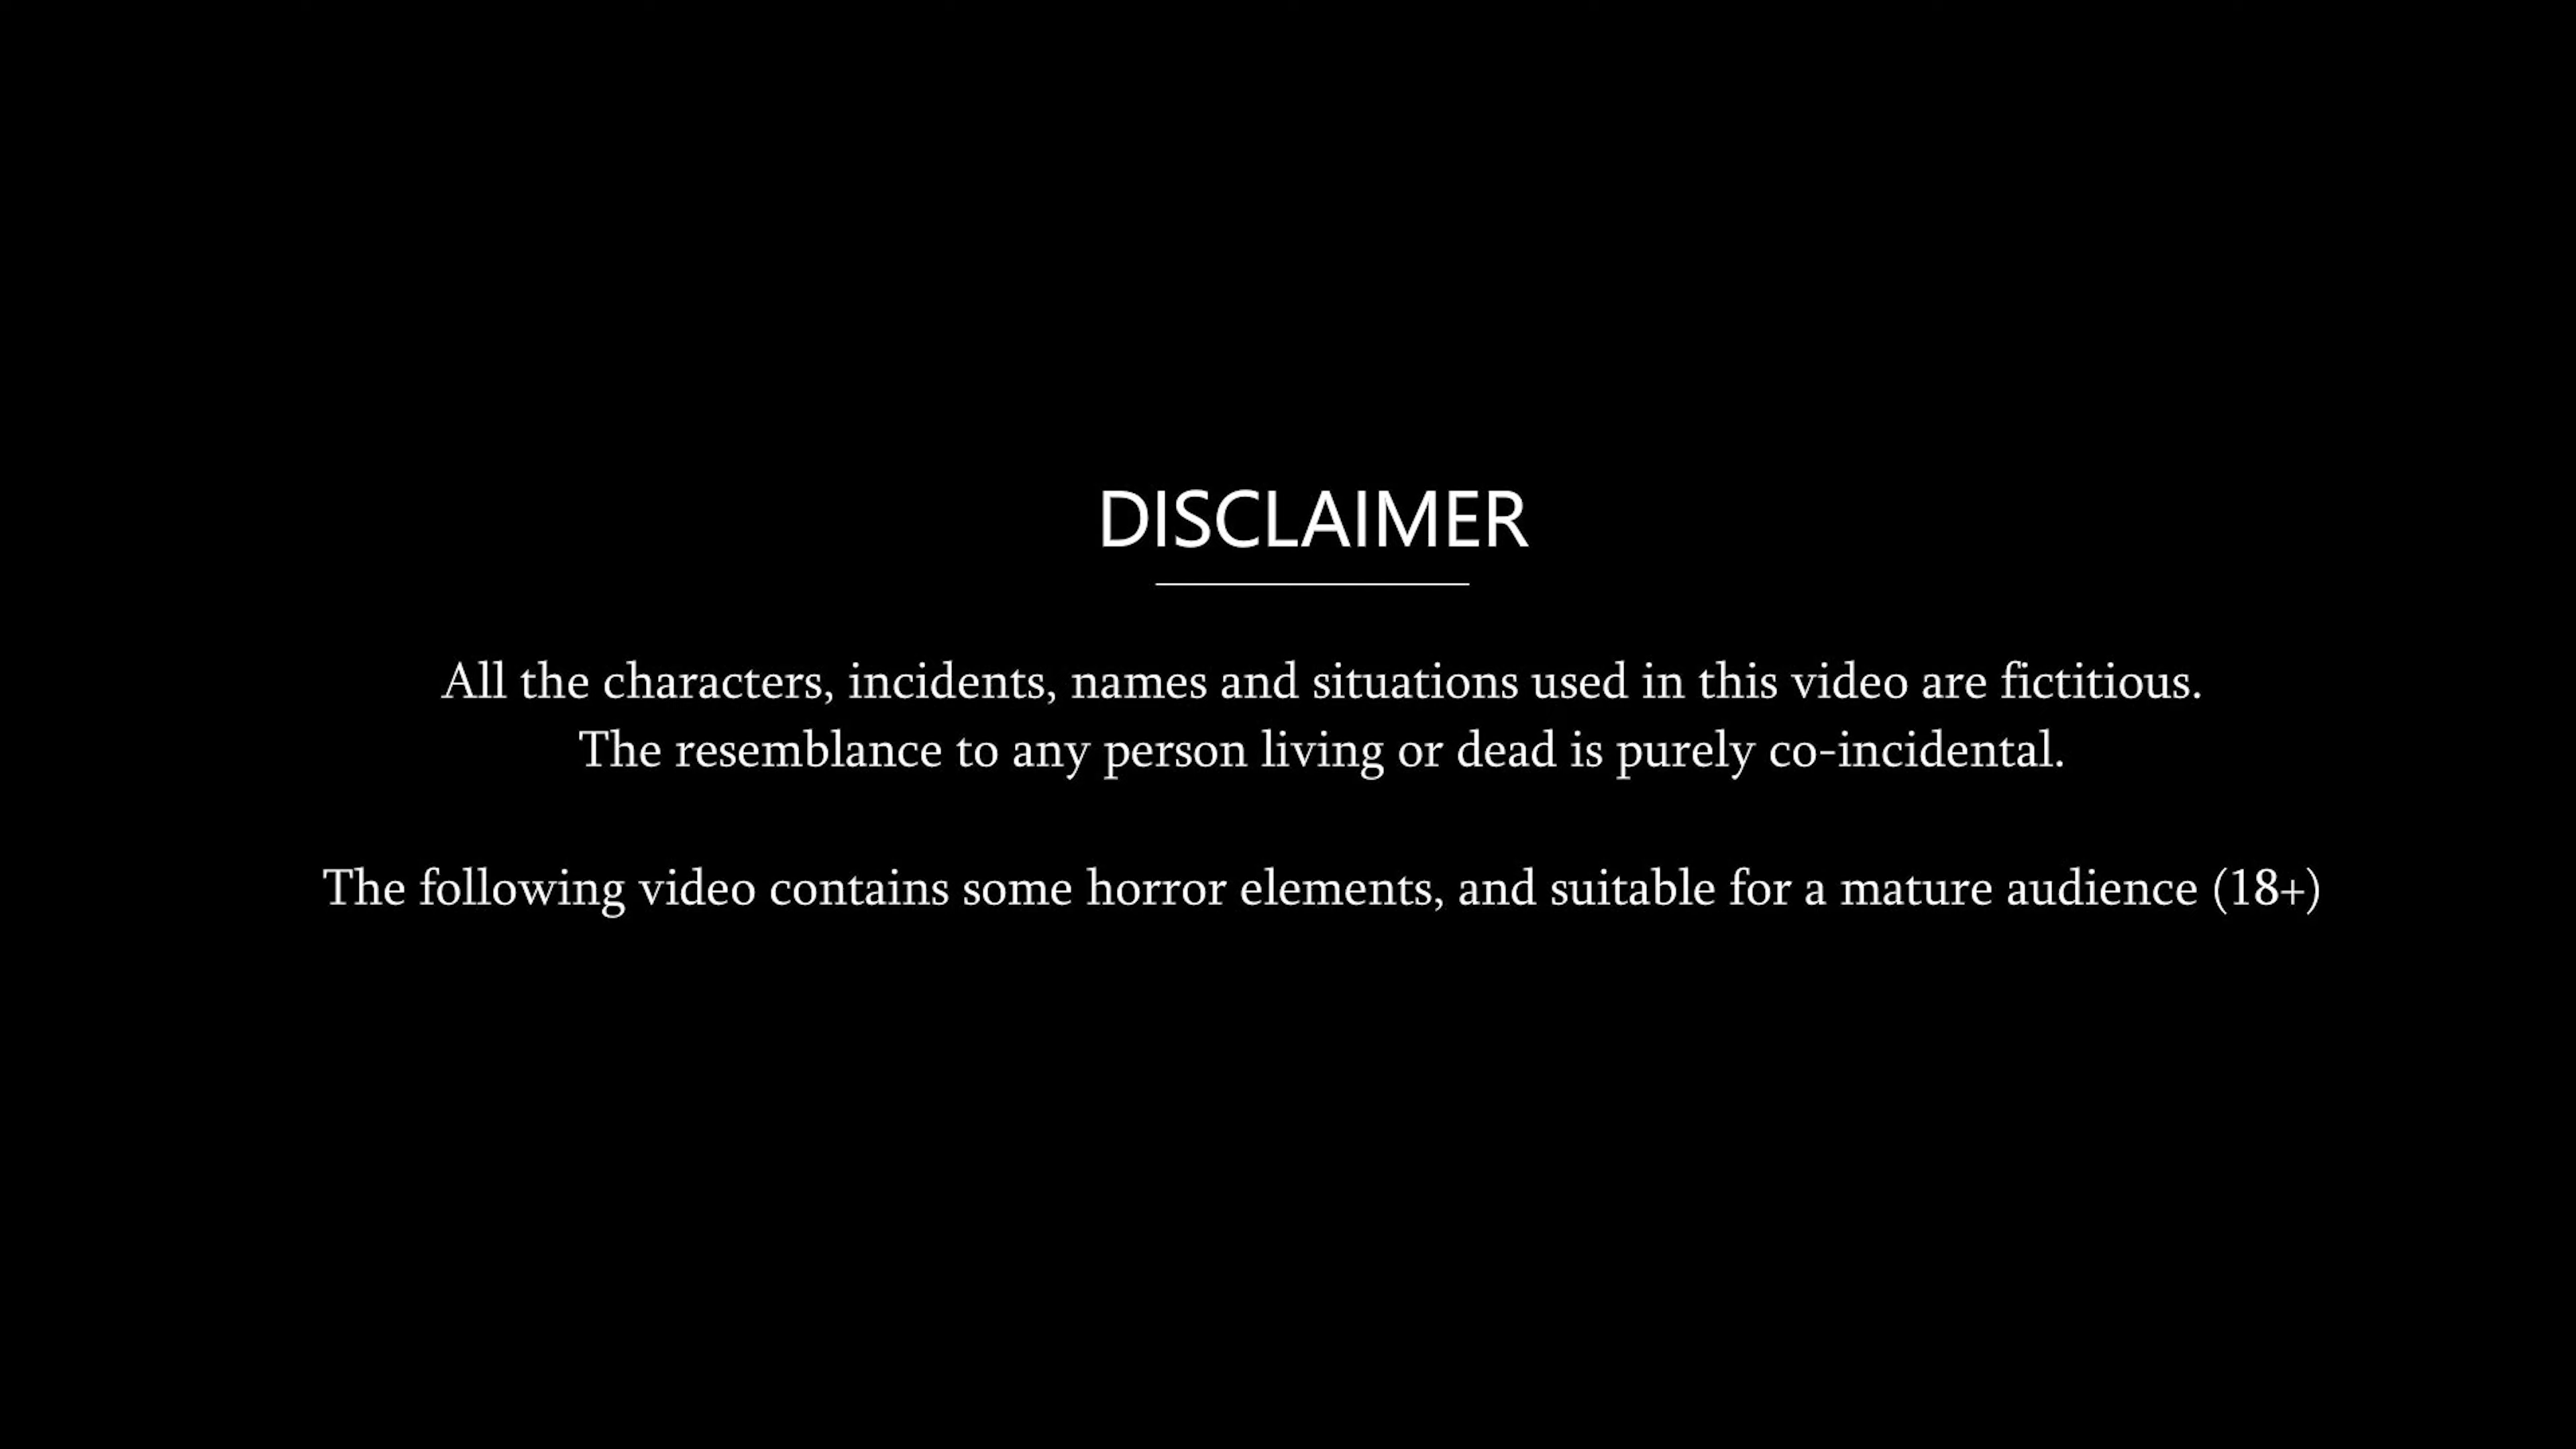 DISCLAIMER
All the characters, incidents, names and situations used in this video are fictitious.
The resemblance to any person living or dead is purely co-incidental.
The following video contains some horror elements, and suitable for a mature audience (18+)